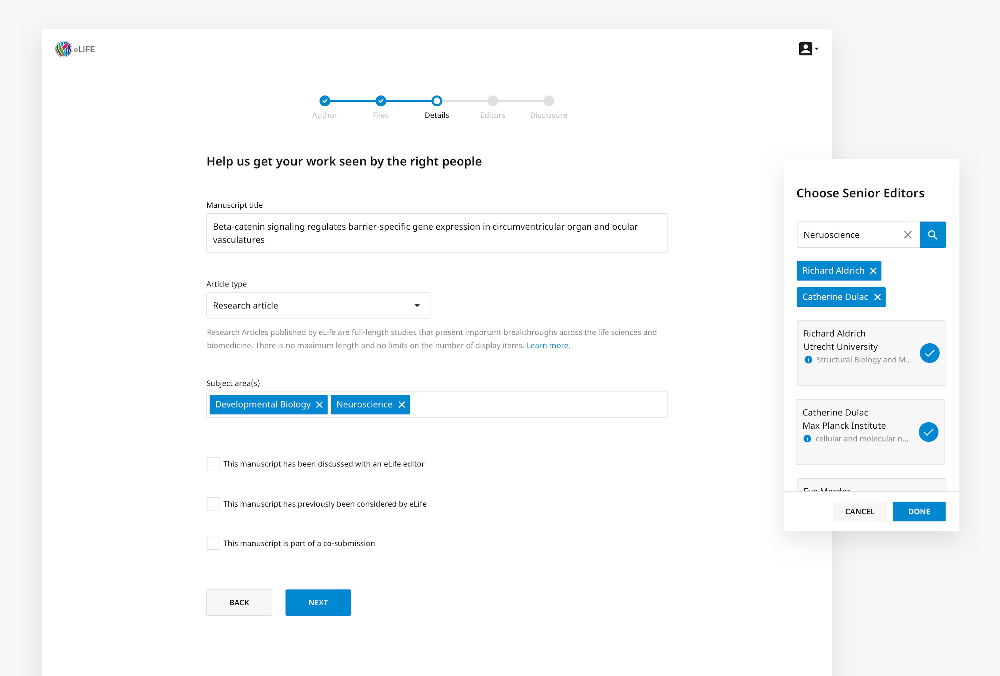 eLIFE
Author
Files
Details
Editors
Disclosure
Help us get your work seen by the right people
Manuscript title
Beta-catenin signaling regulates barrier-specific gene expression in circumventricular organ and ocular
vasculatures
Article type
Research article
Research Articles published by eLife are full-length studies that present important breakthroughs across the life sciences and
biomedicine. There is no maximum length and no limits on the number of display items. Learn more.
Subject area(s)
Developmental Biology
Neuroscience
This manuscript has been discussed with an eLife editor
This manuscript has previously been considered by eLife
This manuscript is part of a co-submission
BACK
NEXT
Choose Senior Editors
Neruoscience
Richard Aldrich
Catherine Dulac
Richard Aldrich
Utrecht University
Structural Biology and M...
Catherine Dulac
Max Planck Institute
cellular and molecular n...
Eve Marder
CANCEL
DONE